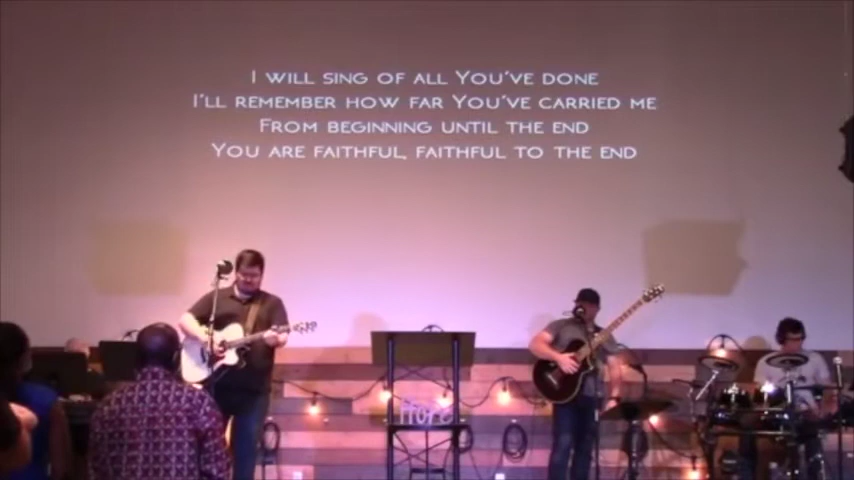 I WILL SING OF ALL YOU'VE DONE
I'LL REMEMBER HOW FAR YOU'VE CARRIED ME
FROM BEGINNING UNTIL THE END
YOU ARE FAITHFUL, FAITHFUL TO THE END
Hope